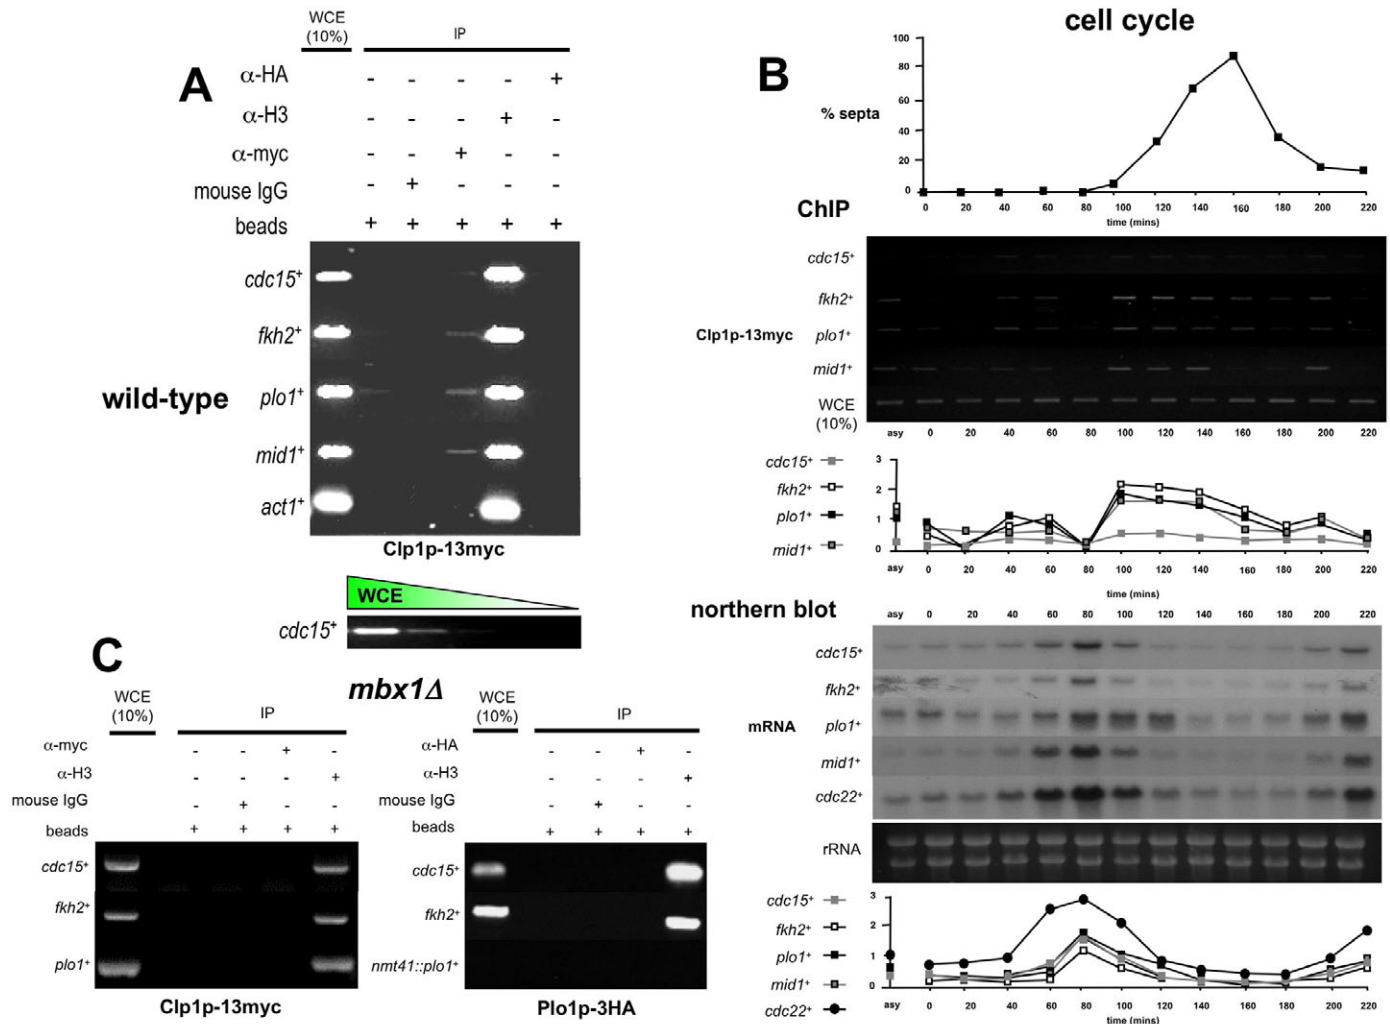 A
WCE
(10%)
IP
α-HA - - - - +
α-H3 - - - + -
α-myc - - + - -
mouse IgG - + - - -
beads + + + + +
wild-type
cdc15+
fkh2+
plo1+
mid1+
act1+
Clp1p-13myc
WCE
cdc15+
B
cell cycle
% septa
100
80
60
40
20
0
0 20 40 60 80 100 120 140 160 180 200 220
time (mins)
ChIP
Clp1p-13myc
cdc15+
fkh2+
plo1+
mid1+
WCE
(10%)
asy 0 20 40 60 80 100 120 140 160 180 200 220
cdc15+
fkh2+
plo1+
mid1+
3
2
1
0
asy 0 20 40 60 80 100 120 140 160 180 200 220
time (mins)
northern blot
asy 0 20 40 60 80 100 120 140 160 180 200 220
mRNA
cdc15+
fkh2+
plo1+
mid1+
cdc22+
rRNA
cdc15+
fkh2+
plo1+
mid1+
cdc22+
3
2
1
0
asy 0 20 40 60 80 100 120 140 160 180 200 220
time (mins)
C
mbx1Δ
WCE
(10%)
IP
α-myc - - + -
α-H3 - - - +
mouse IgG - + - -
beads + + + +
cdc15+
fkh2+
plo1+
Clp1p-13myc
WCE
(10%)
IP
α-HA - - + -
α-H3 - - - +
mouse IgG - + - -
beads + + + +
cdc15+
fkh2+
nmt41::plo1+
Plo1p-3HA